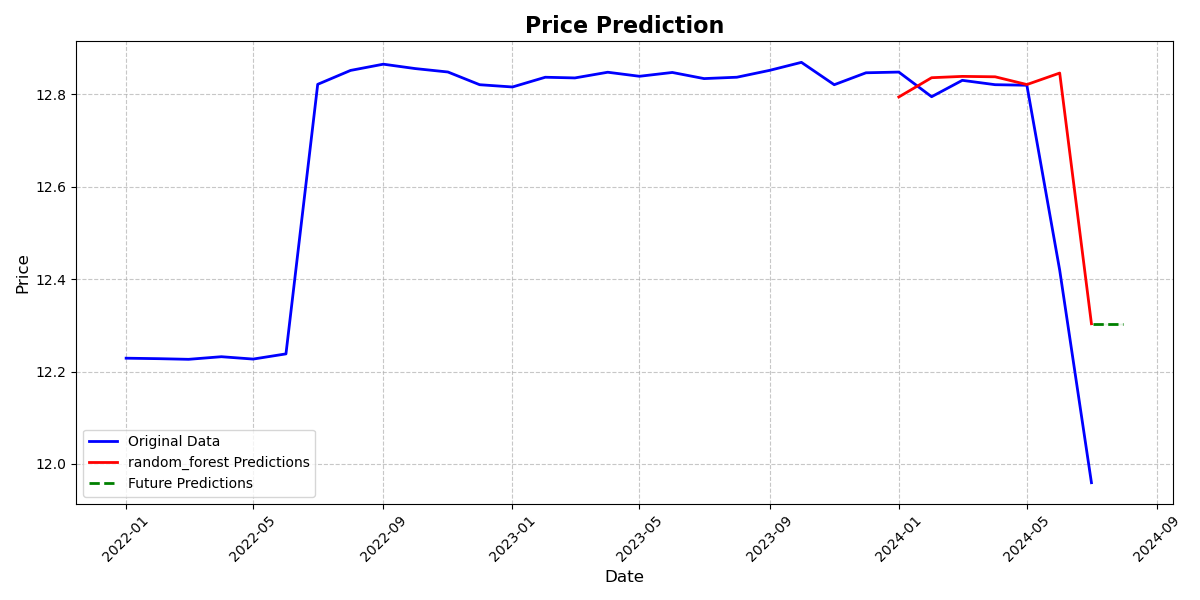 Price Prediction
Price
12.8
12.6
12.4
12.2
12.0
Original Data
random_forest Predictions
Future Predictions
2022-01
2022-05
2022-09
2023-01
2023-05
2023-09
2024-01
2024-05
2024-09
Date